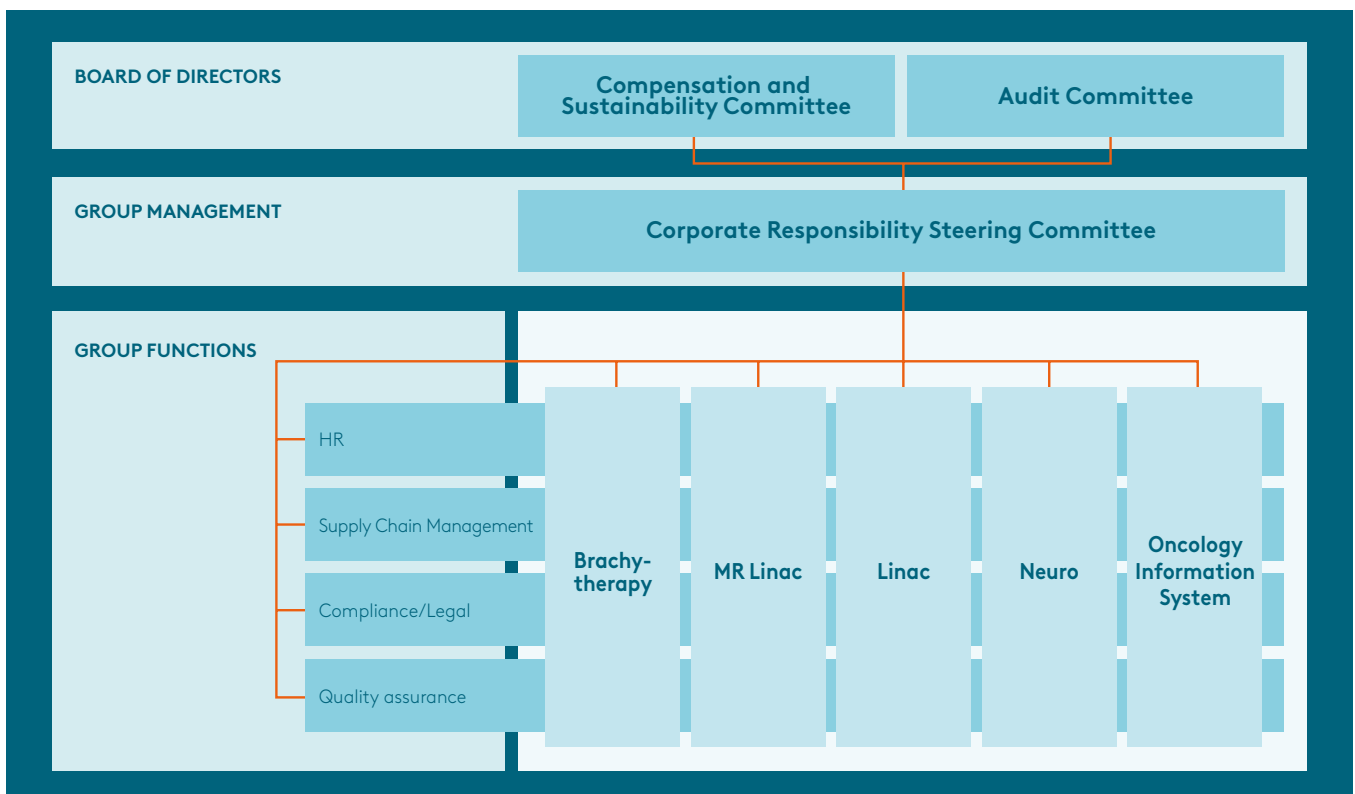 BOARD OF DIRECTORS
Compensation and
Sustainability Committee
Audit Committee
GROUP MANAGEMENT
Corporate Responsibility Steering Committee
GROUP FUNCTIONS
HR
Supply Chain Management
Compliance/Legal
Quality assurance
Brachy-
therapy
MR Linac
Linac
Neuro
Oncology
Information
System